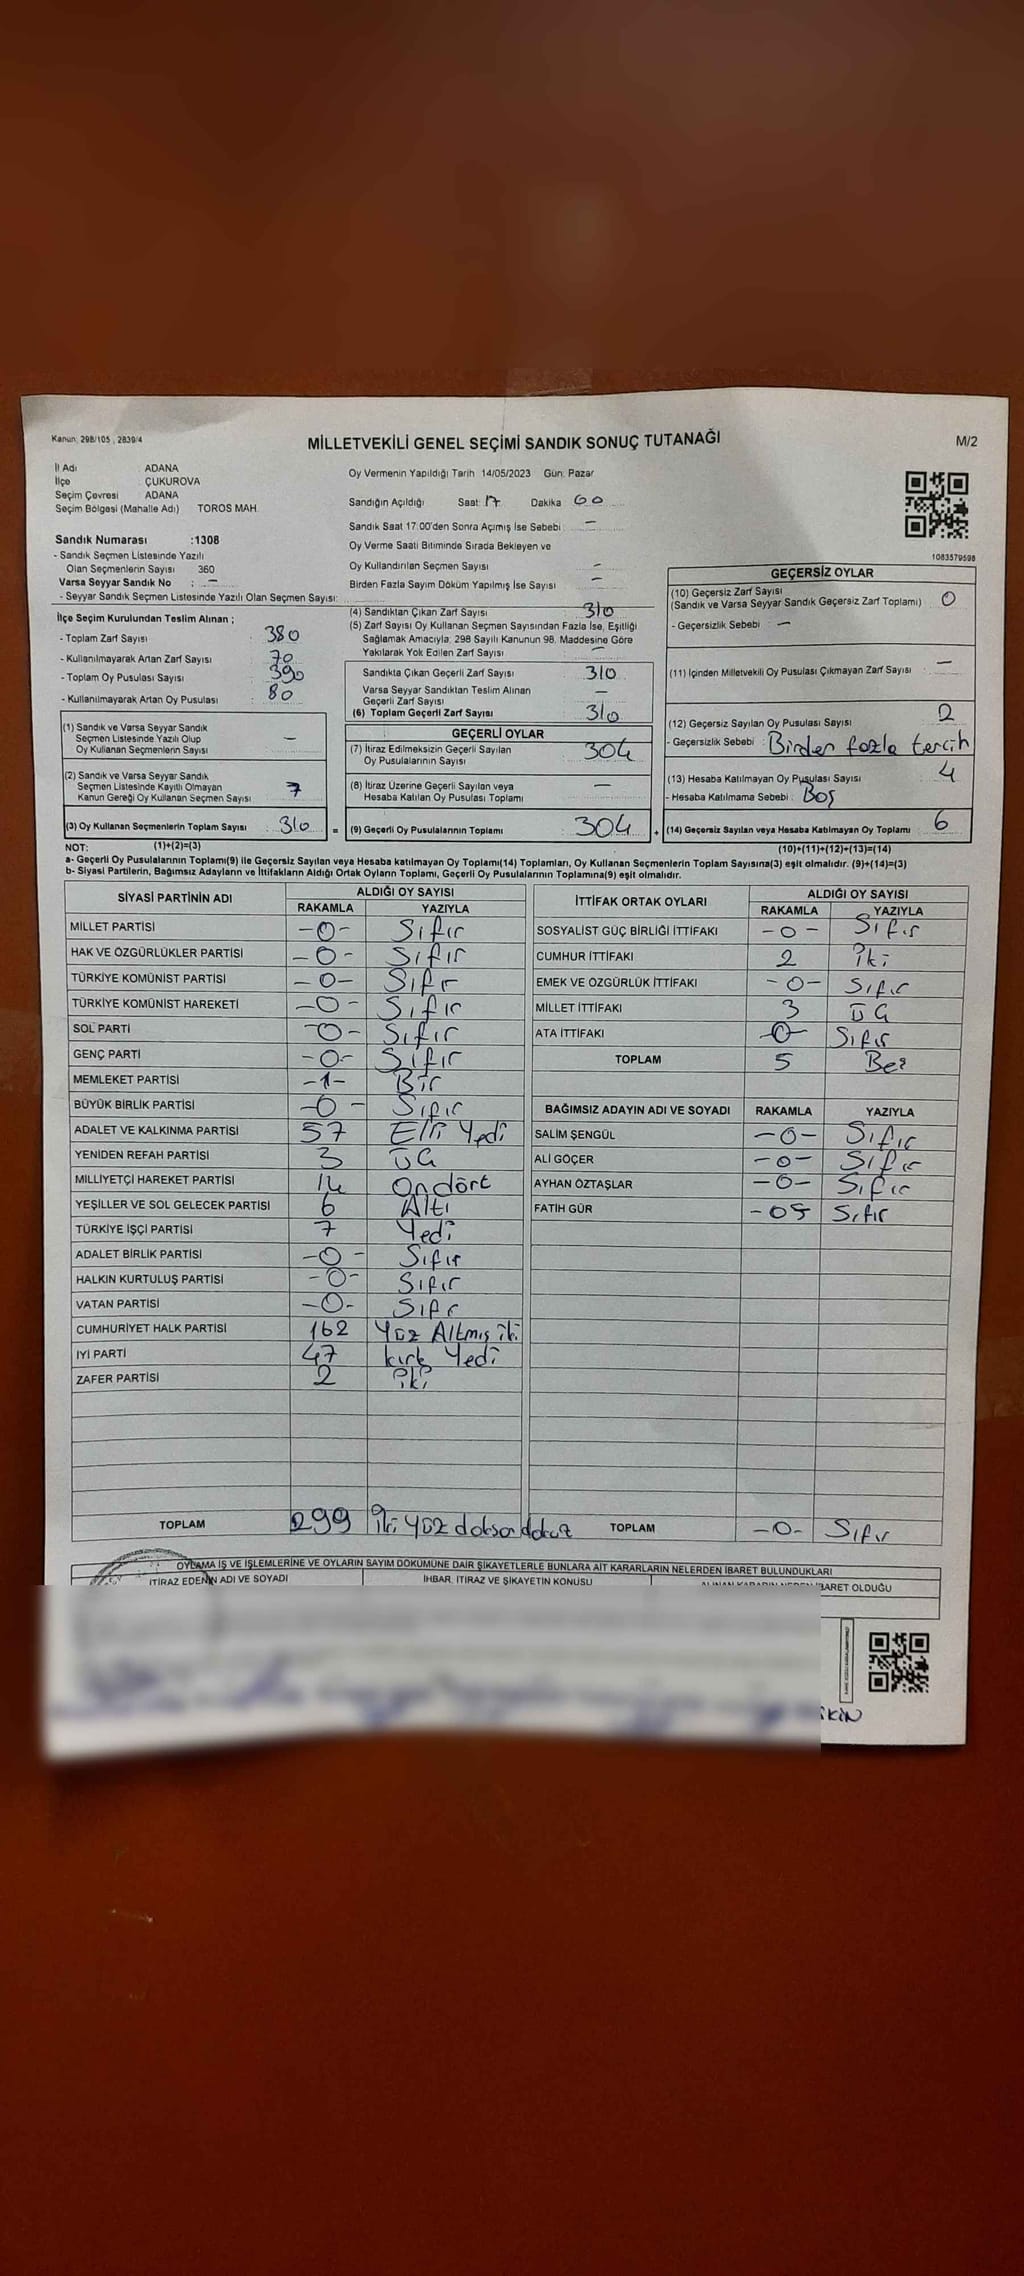 Kanun: 298/105 , 2839/4
MİLLETVEKİLİ GENEL SEÇİMİ SANDIK SONUÇ TUTANAĞI
M/2
İl Adı ADANA
İlçe ÇUKUROVA
Seçim Çevresi ADANA
Seçim Bölgesi (Mahalle Adı) TOROS MAH.
Sandık Numarası :1308
- Sandık Seçmen Listesinde Yazılı
Olan Seçmenlerin Sayısı 360
Varsa Seyyar Sandık No : -
- Seyyar Sandık Seçmen Listesinde Yazılı Olan Seçmen Sayısı:
Oy Vermenin Yapıldığı Tarih 14/05/2023 Gün: Pazar
Sandığın Açıldığı Saat: 17 Dakika 00
Sandık Saat 17:00'den Sonra Açımış İse Sebebi : -
Oy Verme Saati Bitiminde Sırada Bekleyen ve
Oy Kullandırılan Seçmen Sayısı -
Birden Fazla Sayım Döküm Yapılmış İse Sayısı -
1083579598
İlçe Seçim Kurulundan Teslim Alınan ;
- Toplam Zarf Sayısı : 380
- Kullanılmayarak Artan Zarf Sayısı : 70
- Toplam Oy Pusulası Sayısı : 390
- Kullanılmayarak Artan Oy Pusulası : 80
(1) Sandık ve Varsa Seyyar Sandık
Seçmen Listesinde Yazılı Olup
Oy Kullanan Seçmenlerin Sayısı -
(2) Sandık ve Varsa Seyyar Sandık
Seçmen Listesinde Kayıtlı Olmayan
Kanun Gereği Oy Kullanan Seçmen Sayısı 7
(3) Oy Kullanan Seçmenlerin Toplam Sayısı : 310
(4) Sandıktan Çıkan Zarf Sayısı : 310
(5) Zarf Sayısı Oy Kullanan Seçmen Sayısından Fazla İse, Eşitliği
Sağlamak Amacıyla; 298 Sayılı Kanunun 98. Maddesine Göre
Yakılarak Yok Edilen Zarf Sayısı : -
Sandıkta Çıkan Geçerli Zarf Sayısı : 310
Varsa Seyyar Sandıktan Teslim Alınan
Geçerli Zarf Sayısı : -
(6) Toplam Geçerli Zarf Sayısı : 310
GEÇERLİ OYLAR
(7) İtiraz Edilmeksizin Geçerli Sayılan
Oy Pusulalarının Sayısı : 304
(8) İtiraz Üzerine Geçerli Sayılan veya
Hesaba Katılan Oy Pusulası Toplamı : -
= (9) Geçerli Oy Pusulalarının Toplamı : 304
GEÇERSİZ OYLAR
(10) Geçersiz Zarf Sayısı
(Sandık ve Varsa Seyyar Sandık Geçersiz Zarf Toplamı) : 0
- Geçersizlik Sebebi : -
(11) İçinden Milletvekili Oy Pusulası Çıkmayan Zarf Sayısı : -
(12) Geçersiz Sayılan Oy Pusulası Sayısı : 2
- Geçersizlik Sebebi : Birden fazla tercih
(13) Hesaba Katılmayan Oy Pusulası Sayısı : 4
- Hesaba Katılmama Sebebi : Boş
+ (14) Geçersiz Sayılan veya Hesaba Katılmayan Oy Toplamı : 6
NOT: (1)+(2)=(3) (10)+(11)+(12)+(13)=(14)
a- Geçerli Oy Pusulalarının Toplamı(9) ile Geçersiz Sayılan veya Hesaba katılmayan Oy Toplamı(14) Toplamları, Oy Kullanan Seçmenlerin Toplam Sayısına(3) eşit olmalıdır. (9)+(14)=(3)
b- Siyasi Partilerin, Bağımsız Adayların ve İttifakların Aldığı Ortak Oyların Toplamı, Geçerli Oy Pusulalarının Toplamına(9) eşit olmalıdır.
SİYASİ PARTİNİN ADI ALDIĞI OY SAYISI
RAKAMLA YAZIYLA
MİLLET PARTİSİ -0- Sıfır
HAK VE ÖZGÜRLÜKLER PARTİSİ -0- Sıfır
TÜRKİYE KOMÜNİST PARTİSİ -0- Sıfır
TÜRKİYE KOMÜNİST HAREKETİ -0- Sıfır
SOL PARTİ -0- Sıfır
GENÇ PARTİ -0- Sıfır
MEMLEKET PARTİSİ -1- Bir
BÜYÜK BİRLİK PARTİSİ -0- Sıfır
ADALET VE KALKINMA PARTİSİ 57 Elli Yedi
YENİDEN REFAH PARTİSİ 3 ÜÇ
MİLLİYETÇİ HAREKET PARTİSİ 14 Ondört
YEŞİLLER VE SOL GELECEK PARTİSİ 6 Altı
TÜRKİYE İŞÇİ PARTİSİ 7 Yedi
ADALET BİRLİK PARTİSİ -0- Sıfır
HALKIN KURTULUŞ PARTİSİ -0- Sıfır
VATAN PARTİSİ -0- Sıfır
CUMHURİYET HALK PARTİSİ 162 Yüz Altmış iki
İYİ PARTİ 47 kırk Yedi
ZAFER PARTİSİ 2 iki
TOPLAM 299 İki Yüz doksan dokuz
İTTİFAK ORTAK OYLARI ALDIĞI OY SAYISI
RAKAMLA YAZIYLA
SOSYALİST GÜÇ BİRLİĞİ İTTİFAKI -0- Sıfır
CUMHUR İTTİFAKI 2 iki
EMEK VE ÖZGÜRLÜK İTTİFAKI -0- Sıfır
MİLLET İTTİFAKI 3 ÜÇ
ATA İTTİFAKI -0- Sıfır
TOPLAM 5 Beş
BAĞIMSIZ ADAYIN ADI VE SOYADI RAKAMLA YAZIYLA
SALİM ŞENGÜL -0- Sıfır
ALİ GÖÇER -0- Sıfır
AYHAN ÖZTAŞLAR -0- Sıfır
FATİH GÜR -0 Sıfır
TOPLAM -0- Sıfır
OYLAMA İŞ VE İŞLEMLERİNE VE OYLARIN SAYIM DÖKÜMÜNE DAİR ŞİKAYETLERLE BUNLARA AİT KARARLARIN NELERDEN İBARET BULUNDUKLARI
İTİRAZ EDENİN ADI VE SOYADI İHBAR, İTİRAZ VE ŞİKAYETİN KONUSU ALINAN KARARIN NEDEN İBARET OLDUĞU